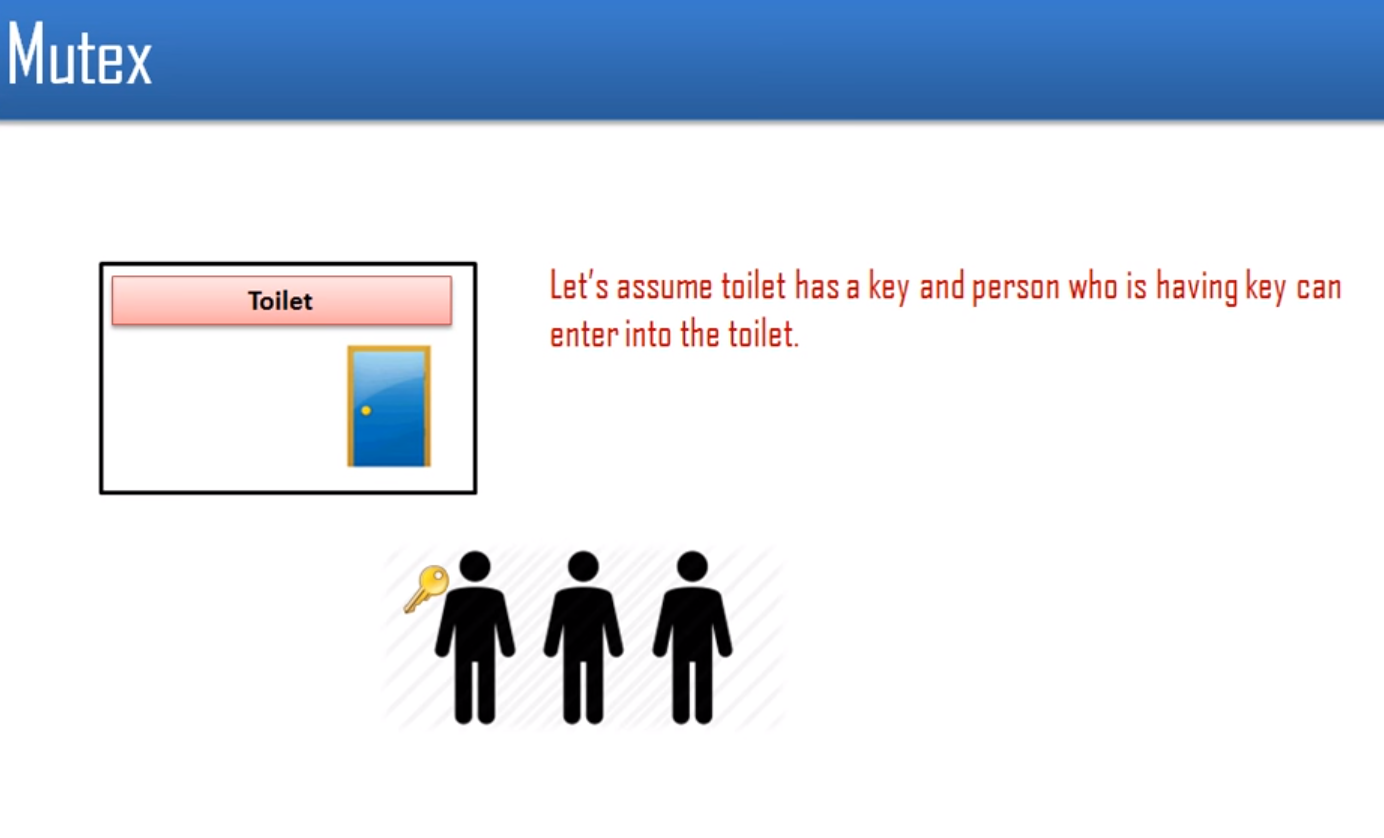 Mutex
Toilet
Let's assume toilet has a key and person who is having key can
enter into the toilet.